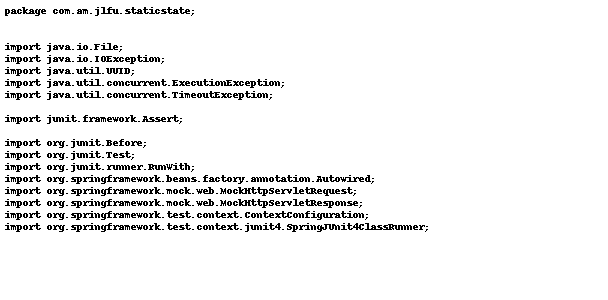 package com.am.jlfu.staticstate;
import java.io.File;
import java.io.IOException;
import java.util.UUID;
import java.util.concurrent.ExecutionException;
import java.util.concurrent.TimeoutException;
import junit.framework.Assert;
import org.junit.Before;
import org.junit.Test;
import org.junit.runner.RunWith;
import org.springframework.beans.factory.annotation.Autowired;
import org.springframework.mock.web.MockHttpServletRequest;
import org.springframework.mock.web.MockHttpServletResponse;
import org.springframework.test.context.ContextConfiguration;
import org.springframework.test.context.junit4.SpringJUnit4ClassRunner;